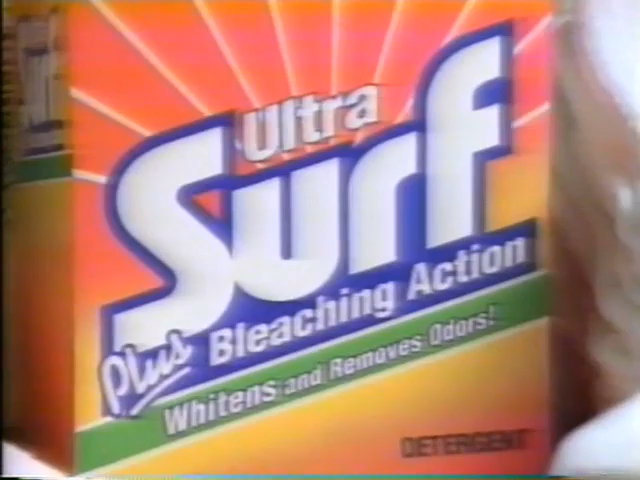 Ultra
Surf
Plus Bleaching Action
Whitens and Removes Odors!
DETERGENT